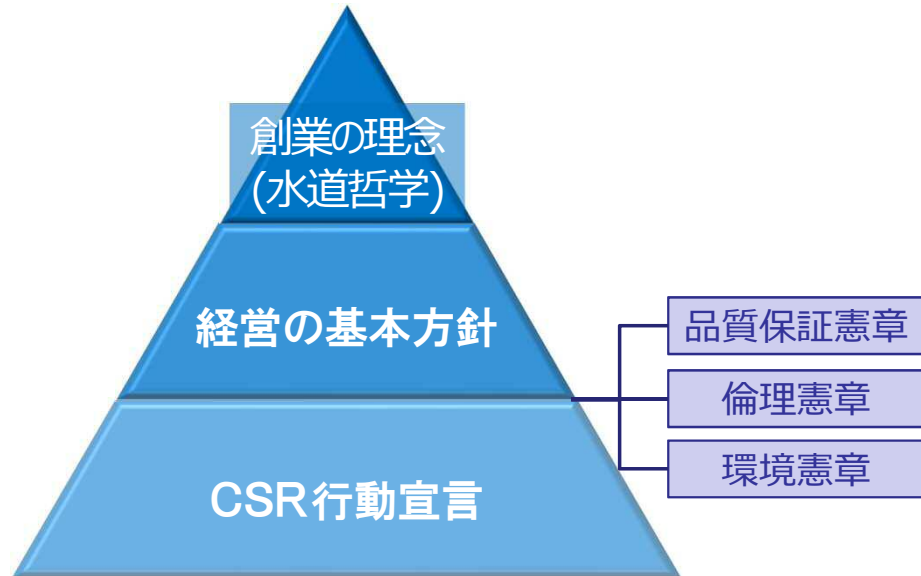 創業の理念
(水道哲学)
経営の基本方針
CSR行動宣言
品質保証憲章
倫理憲章
環境憲章